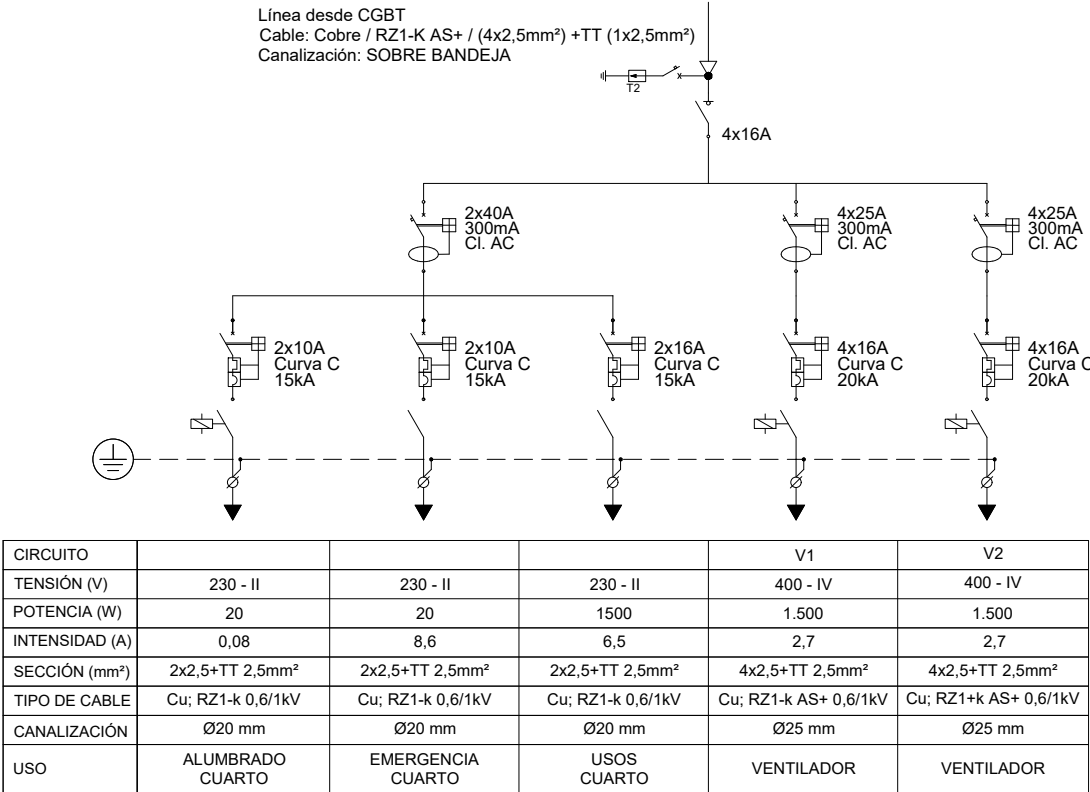 Línea desde CGBT
Cable: Cobre / RZ1-K AS+ / (4x2,5mm²) +TT (1x2,5mm²)
Canalización: SOBRE BANDEJA
T2
4x16A
2x40A
300mA
Cl. AC
4x25A
300mA
Cl. AC
4x25A
300mA
Cl. AC
2x10A
Curva C
15kA
2x10A
Curva C
15kA
2x16A
Curva C
15kA
4x16A
Curva C
20kA
4x16A
Curva C
20kA
CIRCUITO V1 V2
TENSIÓN (V) 230 - II 230 - II 230 - II 400 - IV 400 - IV
POTENCIA (W) 20 20 1500 1.500 1.500
INTENSIDAD (A) 0,08 8,6 6,5 2,7 2,7
SECCIÓN (mm²) 2x2,5+TT 2,5mm² 2x2,5+TT 2,5mm² 2x2,5+TT 2,5mm² 4x2,5+TT 2,5mm² 4x2,5+TT 2,5mm²
TIPO DE CABLE Cu; RZ1-k 0,6/1kV Cu; RZ1-k 0,6/1kV Cu; RZ1-k 0,6/1kV Cu; RZ1-k AS+ 0,6/1kV Cu; RZ1+k AS+ 0,6/1kV
CANALIZACIÓN Ø20 mm Ø20 mm Ø20 mm Ø25 mm Ø25 mm
USO ALUMBRADO CUARTO EMERGENCIA CUARTO USOS CUARTO VENTILADOR VENTILADOR